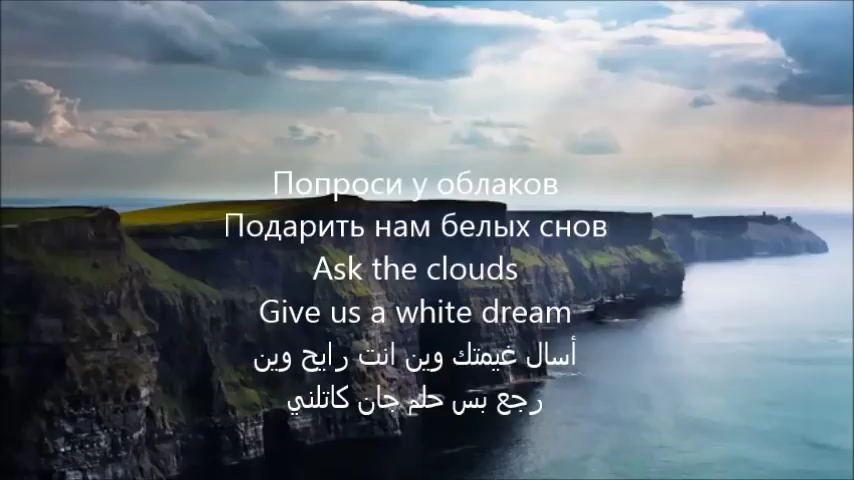 Попроси у облаков
Подарить нам белых снов
Ask the clouds
Give us a white dream
أسال غيمتك وين انت رايح وين
رجع بس حلم جان كاتلني